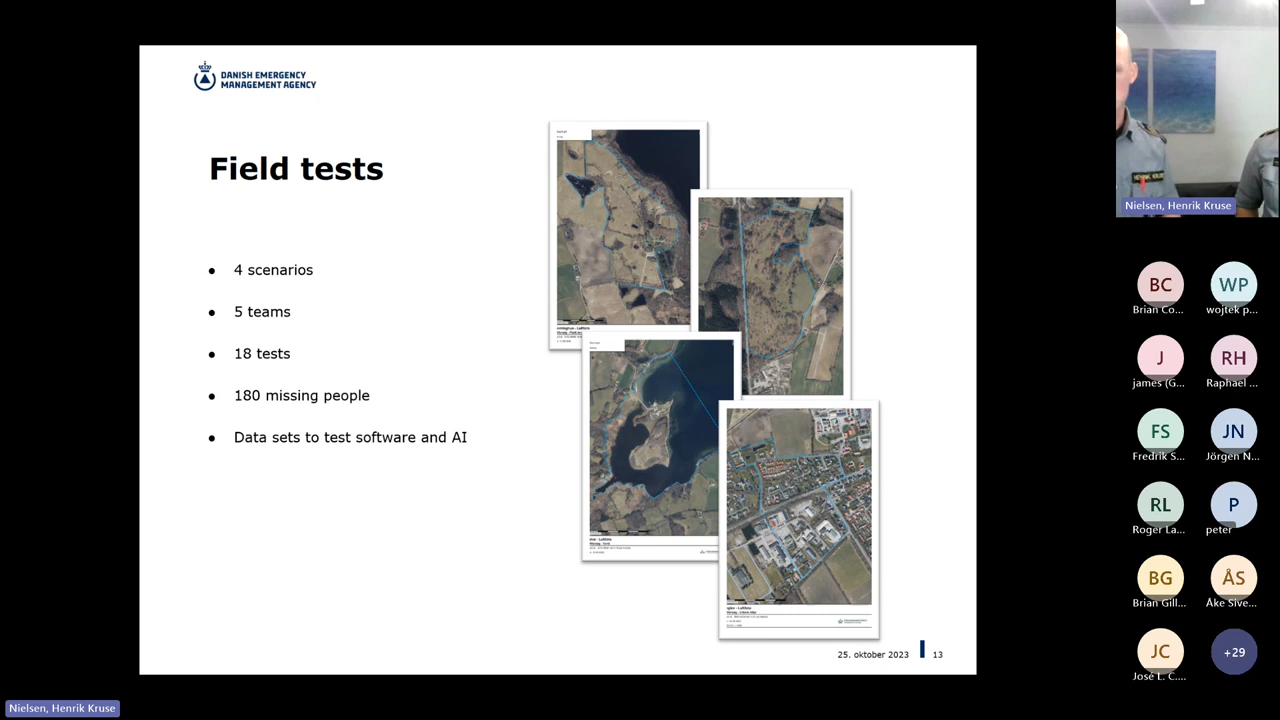 DANISH EMERGENCY
MANAGEMENT AGENCY
Field tests
● 4 scenarios
● 5 teams
● 18 tests
● 180 missing people
● Data sets to test software and AI
25. oktober 2023
13
HENRIK KRUSE
Nielsen, Henrik Kruse
BC
Brian Co...
WP
wojtek p...
J
james (G...
RH
Raphael ...
FS
Fredrik S...
JN
Jörgen N...
RL
Roger La...
P
peter
BG
Brian Gill...
ÅS
Åke Sive...
JC
José L. C....
+29
Nielsen, Henrik Kruse